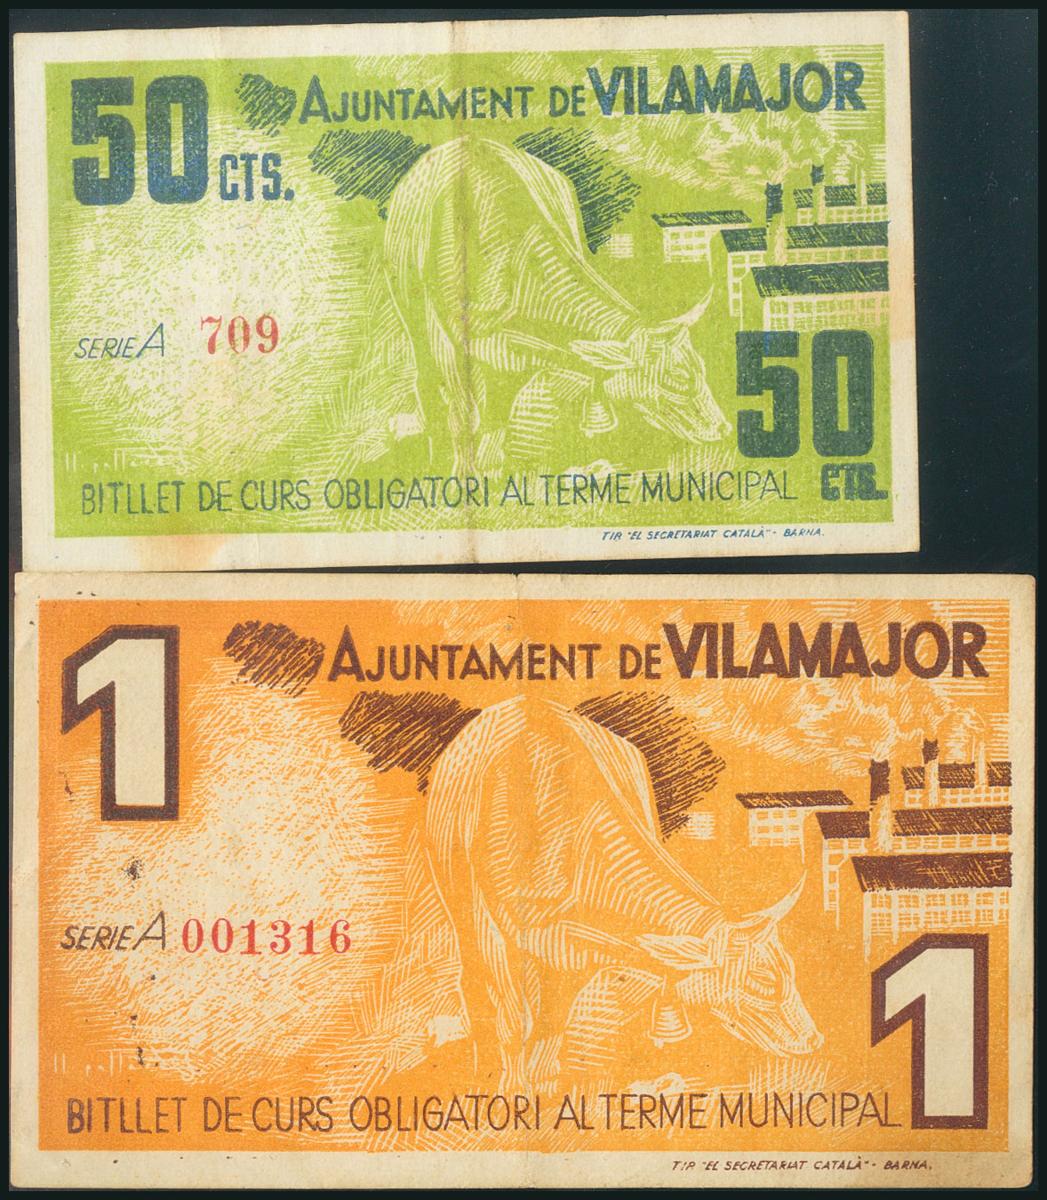 50 CTS.
AJUNTAMENT DE VILAMAJOR
SERIE A 709
50 CTS.
BITLLET DE CURS OBLIGATORI AL TERME MUNICIPAL
TIP "EL SECRETARIAT CATALÀ" - BARNA.
1
AJUNTAMENT DE VILAMAJOR
SERIE A 001316
1
BITLLET DE CURS OBLIGATORI AL TERME MUNICIPAL
TIP "EL SECRETARIAT CATALÀ" - BARNA.